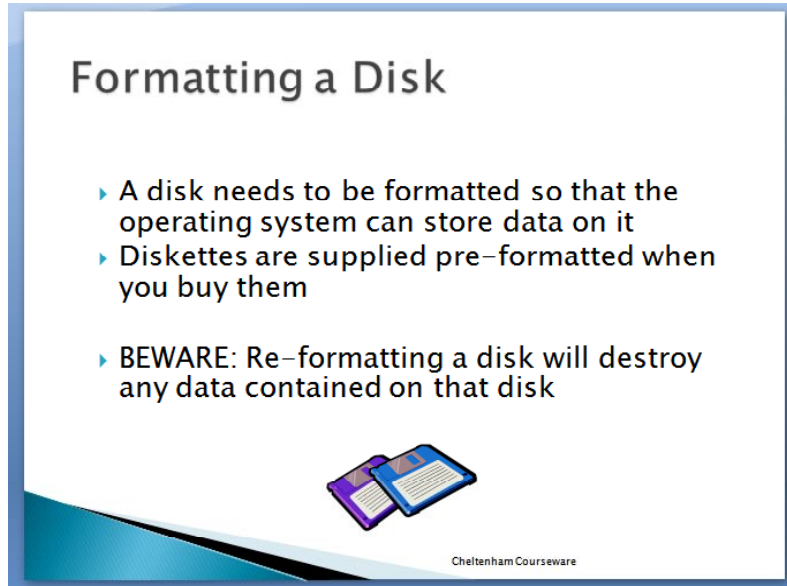 Formatting a Disk
A disk needs to be formatted so that the
operating system can store data on it
Diskettes are supplied pre-formatted when
you buy them
BEWARE: Re-formatting a disk will destroy
any data contained on that disk
Cheltenham Courseware